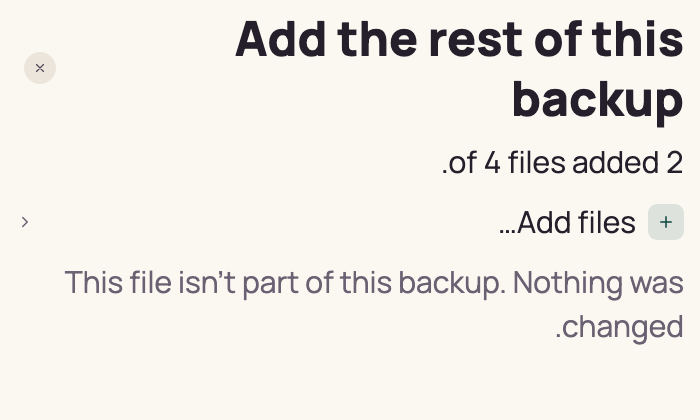 Add the rest of this
backup
2 of 4 files added.
Add files…
This file isn't part of this backup. Nothing was
changed.